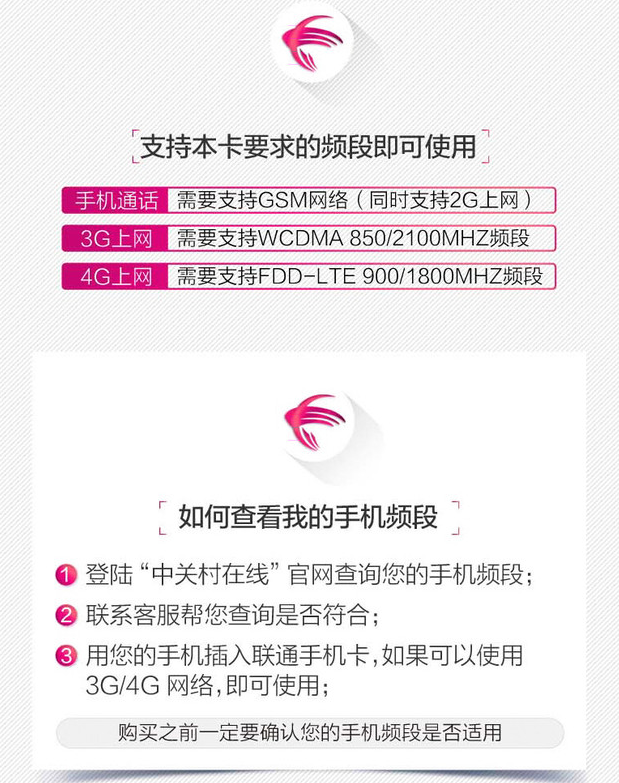 支持本卡要求的频段即可使用
手机通话 需要支持GSM网络（同时支持2G上网）
3G上网 需要支持WCDMA 850/2100MHZ频段
4G上网 需要支持FDD-LTE 900/1800MHZ频段
如何查看我的手机频段
1 登陆“中关村在线”官网查询您的手机频段；
2 联系客服帮您查询是否符合；
3 用您的手机插入联通手机卡，如果可以使用
3G/4G 网络，即可使用；
购买之前一定要确认您的手机频段是否适用